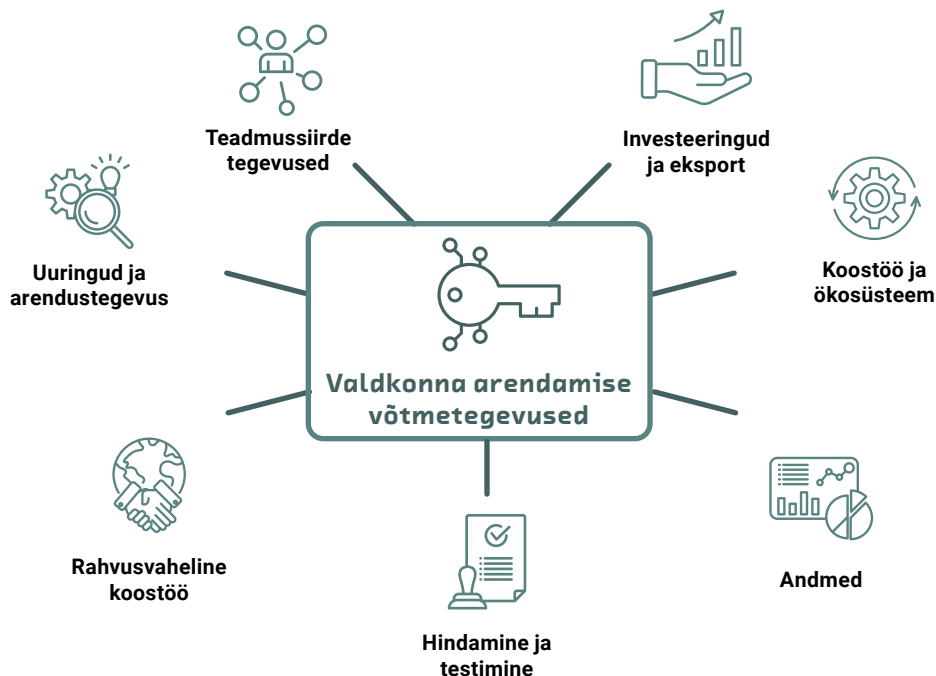 Teadmussiirde
tegevused
Investeeringud
ja eksport
Uuringud ja
arendustegevus
Koostöö ja
ökosüsteem
Valdkonna arendamise
võtmetegevused
Rahvusvaheline
koostöö
Andmed
Hindamine ja
testimine